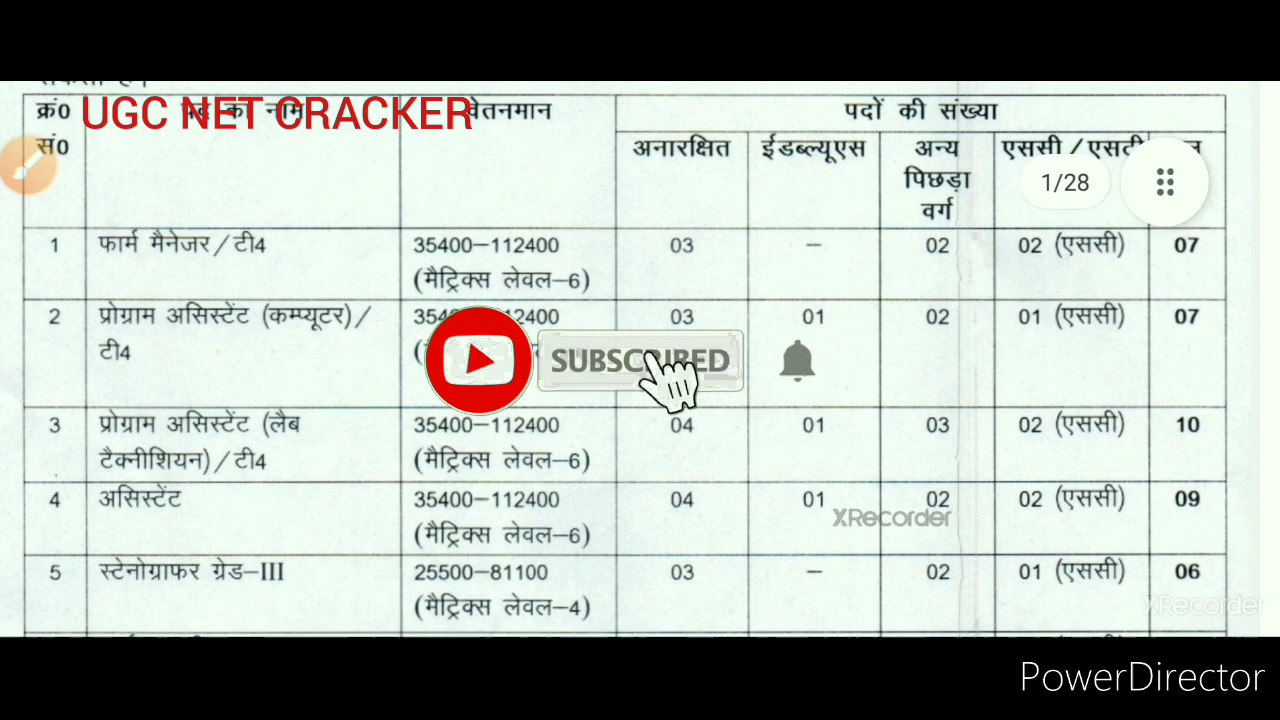 क्रं0 UGC NET CRACKER वेतनमान पदों की संख्या
सं0 अनारक्षित ईडब्ल्यूएस अन्य एससी/एसटी
पिछड़ा 1/28
वर्ग
1 फार्म मैनेजर/टी4 35400–112400 03 – 02 02 (एससी) 07
(मैट्रिक्स लेवल–6)
2 प्रोग्राम असिस्टेंट (कम्प्यूटर)/ 03 01 02 01 (एससी) 07
टी4 SUBSCRIBED
3 प्रोग्राम असिस्टेंट (लैब 35400–112400 04 01 03 02 (एससी) 10
टैक्नीशियन)/टी4 (मैट्रिक्स लेवल–6)
4 असिस्टेंट 35400–112400 04 01 02 02 (एससी) 09
XRecorder
(मैट्रिक्स लेवल–6)
5 स्टेनोग्राफर ग्रेड–III 25500–81100 03 – 02 01 (एससी) 06
(मैट्रिक्स लेवल–4)
XRecorder
PowerDirector